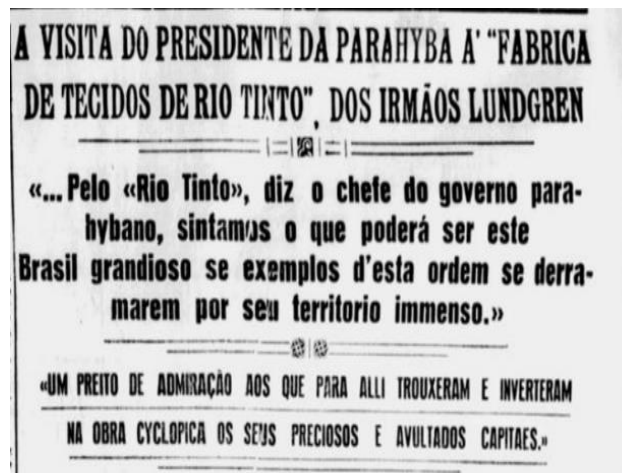 A VISITA DO PRESIDENTE DA PARAHYBA A' "FABRICA
DE TECIDOS DE RIO TINTO", DOS IRMÃOS LUNDGREN
«... Pelo «Rio Tinto», diz o chefe do governo para-
hybano, sintamos o que poderá ser este
Brasil grandioso se exemplos d'esta ordem se derra-
marem por seu territorio immenso.»
«UM PREITO DE ADMIRAÇÃO AOS QUE PARA ALLI TROUXERAM E INVERTERAM
NA OBRA CYCLOPICA OS SEUS PRECIOSOS E AVULTADOS CAPITAES.»